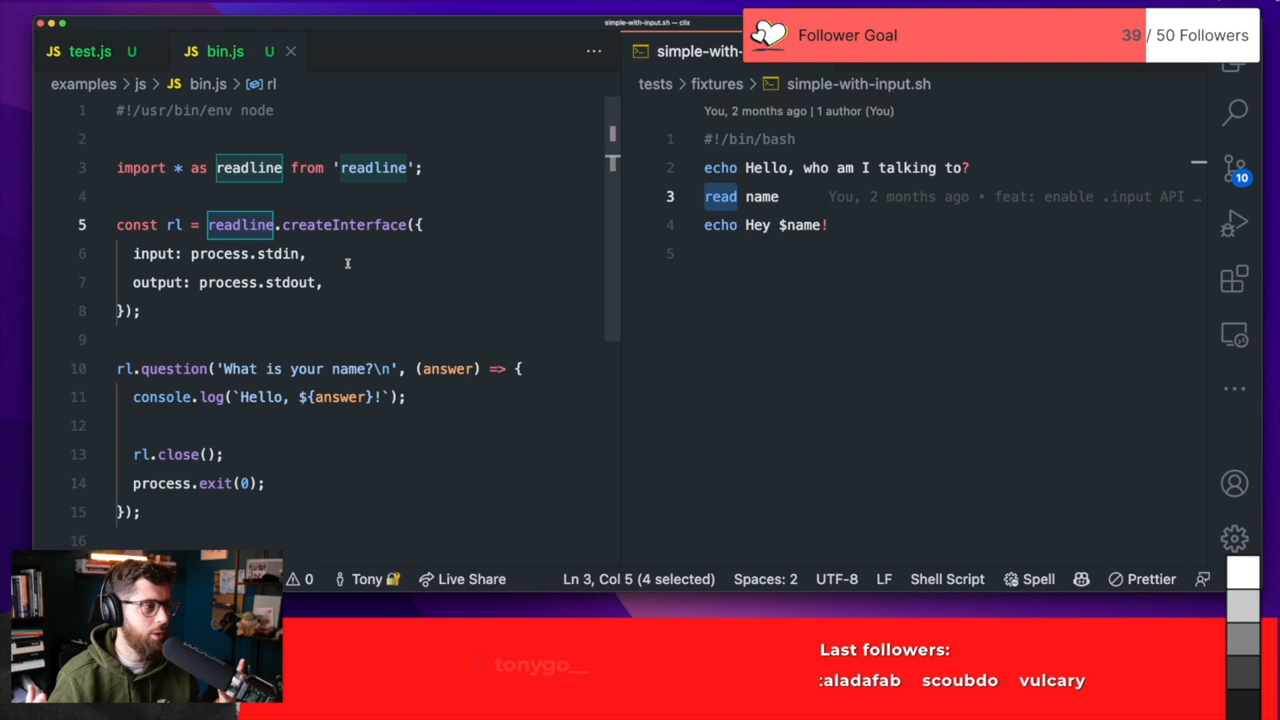 simple-with-input.sh — clix
Follower Goal
39 / 50 Followers
JS test.js U
JS bin.js U
simple-with-
examples > js > JS bin.js > rl
tests > fixtures > simple-with-input.sh
1 #!/usr/bin/env node
2
3 import * as readline from 'readline';
4
5 const rl = readline.createInterface({
6 input: process.stdin,
7 output: process.stdout,
8 });
9
10 rl.question('What is your name?\n', (answer) => {
11 console.log(`Hello, ${answer}!`);
12
13 rl.close();
14 process.exit(0);
15 });
16
You, 2 months ago | 1 author (You)
1 #!/bin/bash
2 echo Hello, who am I talking to?
3 read name You, 2 months ago • feat: enable .input API …
4 echo Hey $name!
5
10
0 Tony Live Share Ln 3, Col 5 (4 selected) Spaces: 2 UTF-8 LF Shell Script Spell Prettier
tonygo__
Last followers:
:aladafab scoubdo vulcary